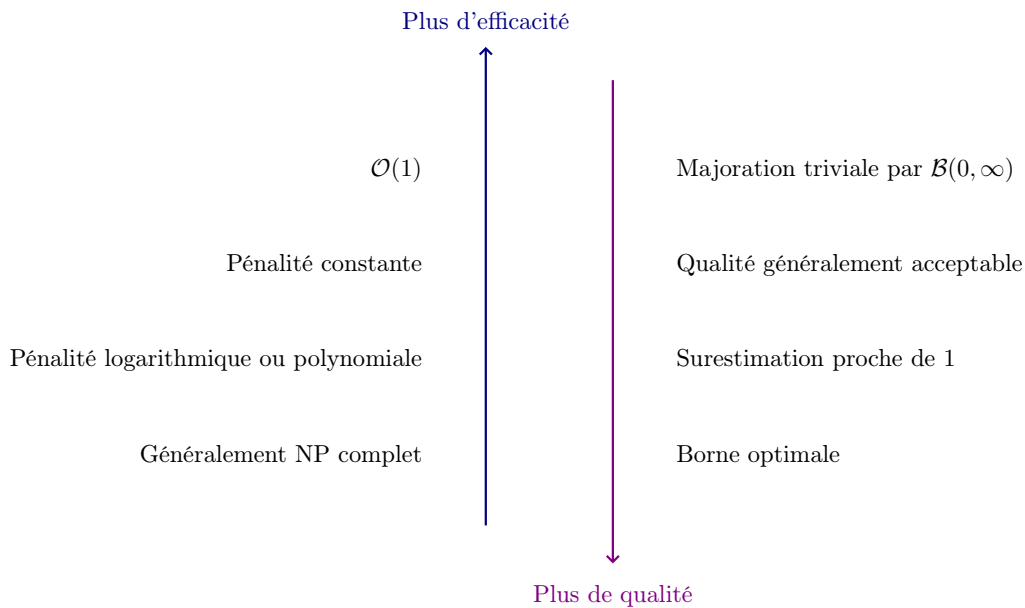 Plus d'efficacité
𝒪(1)
Majoration triviale par ℬ(0, ∞)
Pénalité constante
Qualité généralement acceptable
Pénalité logarithmique ou polynomiale
Surestimation proche de 1
Généralement NP complet
Borne optimale
Plus de qualité